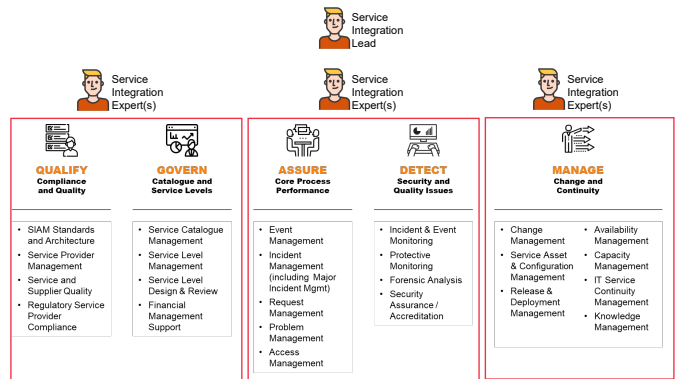 Service
Integration
Lead
Service
Integration
Expert(s)
Service
Integration
Expert(s)
Service
Integration
Expert(s)
QUALIFY
Compliance
and Quality
• SIAM Standards
and Architecture
• Service Provider
Management
• Service and
Supplier Quality
• Regulatory Service
Provider
Compliance
GOVERN
Catalogue and
Service Levels
• Service Catalogue
Management
• Service Level
Management
• Service Level
Design & Review
• Financial
Management
Support
ASSURE
Core Process
Performance
• Event
Management
• Incident
Management
(including Major
Incident Mgmt)
• Request
Management
• Problem
Management
• Access
Management
DETECT
Security and
Quality Issues
• Incident & Event
Monitoring
• Protective
Monitoring
• Forensic Analysis
• Security
Assurance /
Accreditation
MANAGE
Change and
Continuity
• Change
Management
• Service Asset
& Configuration
Management
• Release &
Deployment
Management
• Availability
Management
• Capacity
Management
• IT Service
Continuity
Management
• Knowledge
Management